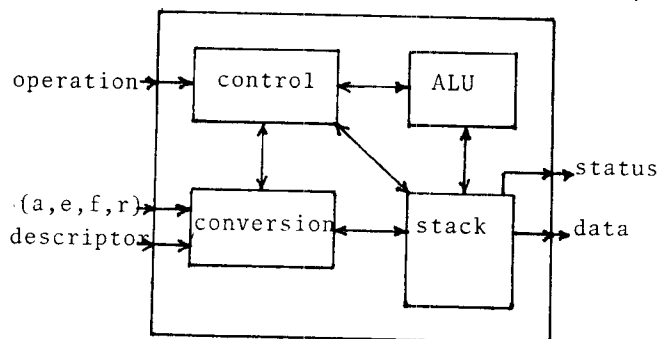 operation
control
ALU
status
{a,e,f,r}
descriptor
conversion
stack
data